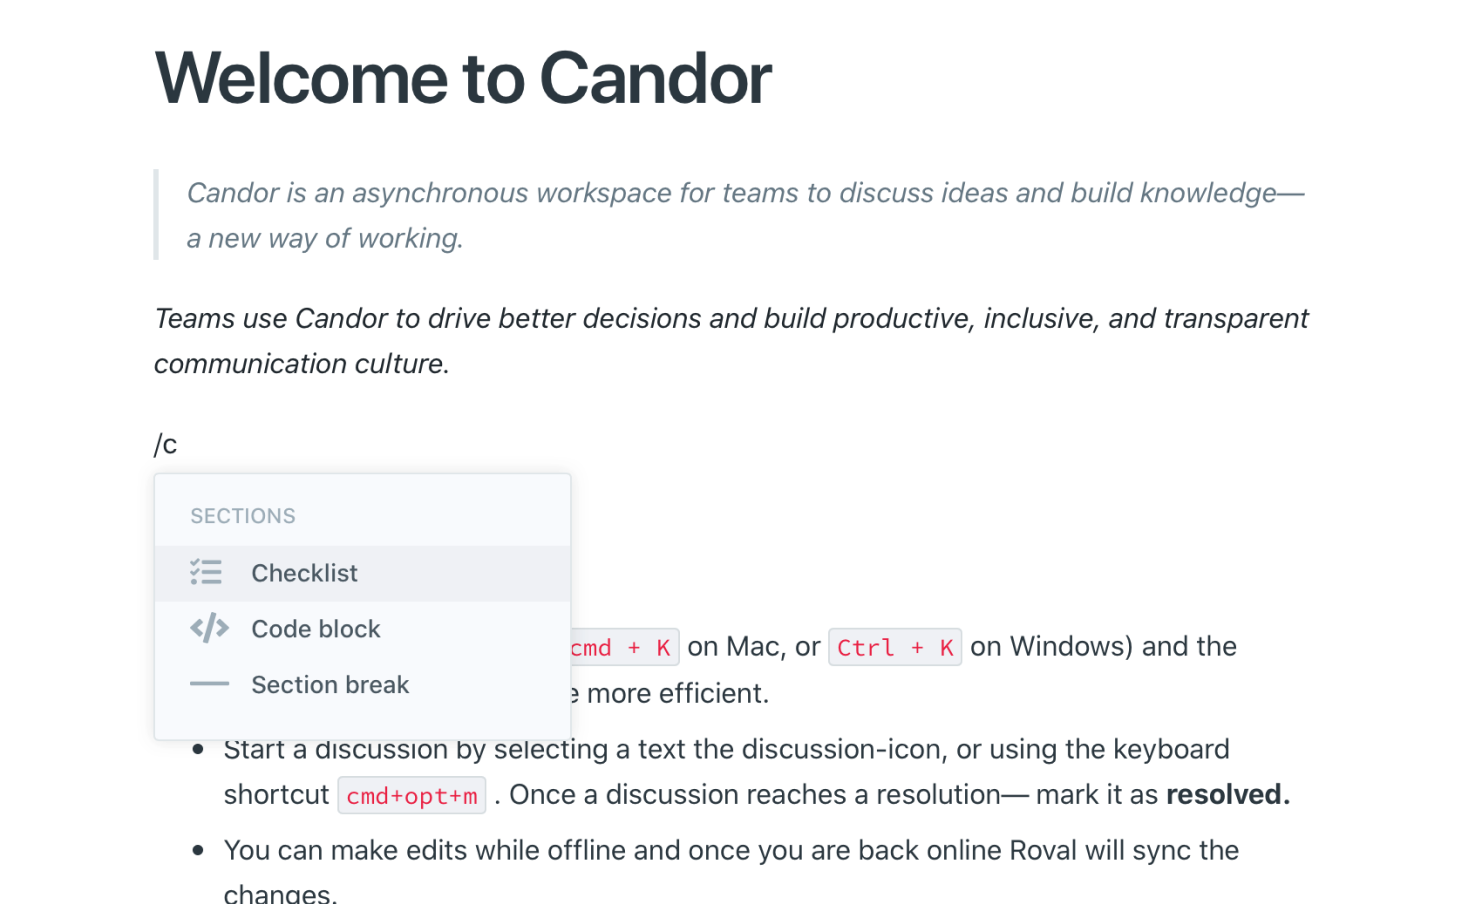 Welcome to Candor
Candor is an asynchronous workspace for teams to discuss ideas and build knowledge—
a new way of working.
Teams use Candor to drive better decisions and build productive, inclusive, and transparent
communication culture.
/c
SECTIONS
Checklist
Code block
Section break
cmd + K on Mac, or Ctrl + K on Windows) and the
more efficient.
Start a discussion by selecting a text the discussion-icon, or using the keyboard
shortcut cmd+opt+m . Once a discussion reaches a resolution— mark it as resolved.
You can make edits while offline and once you are back online Roval will sync the
changes.